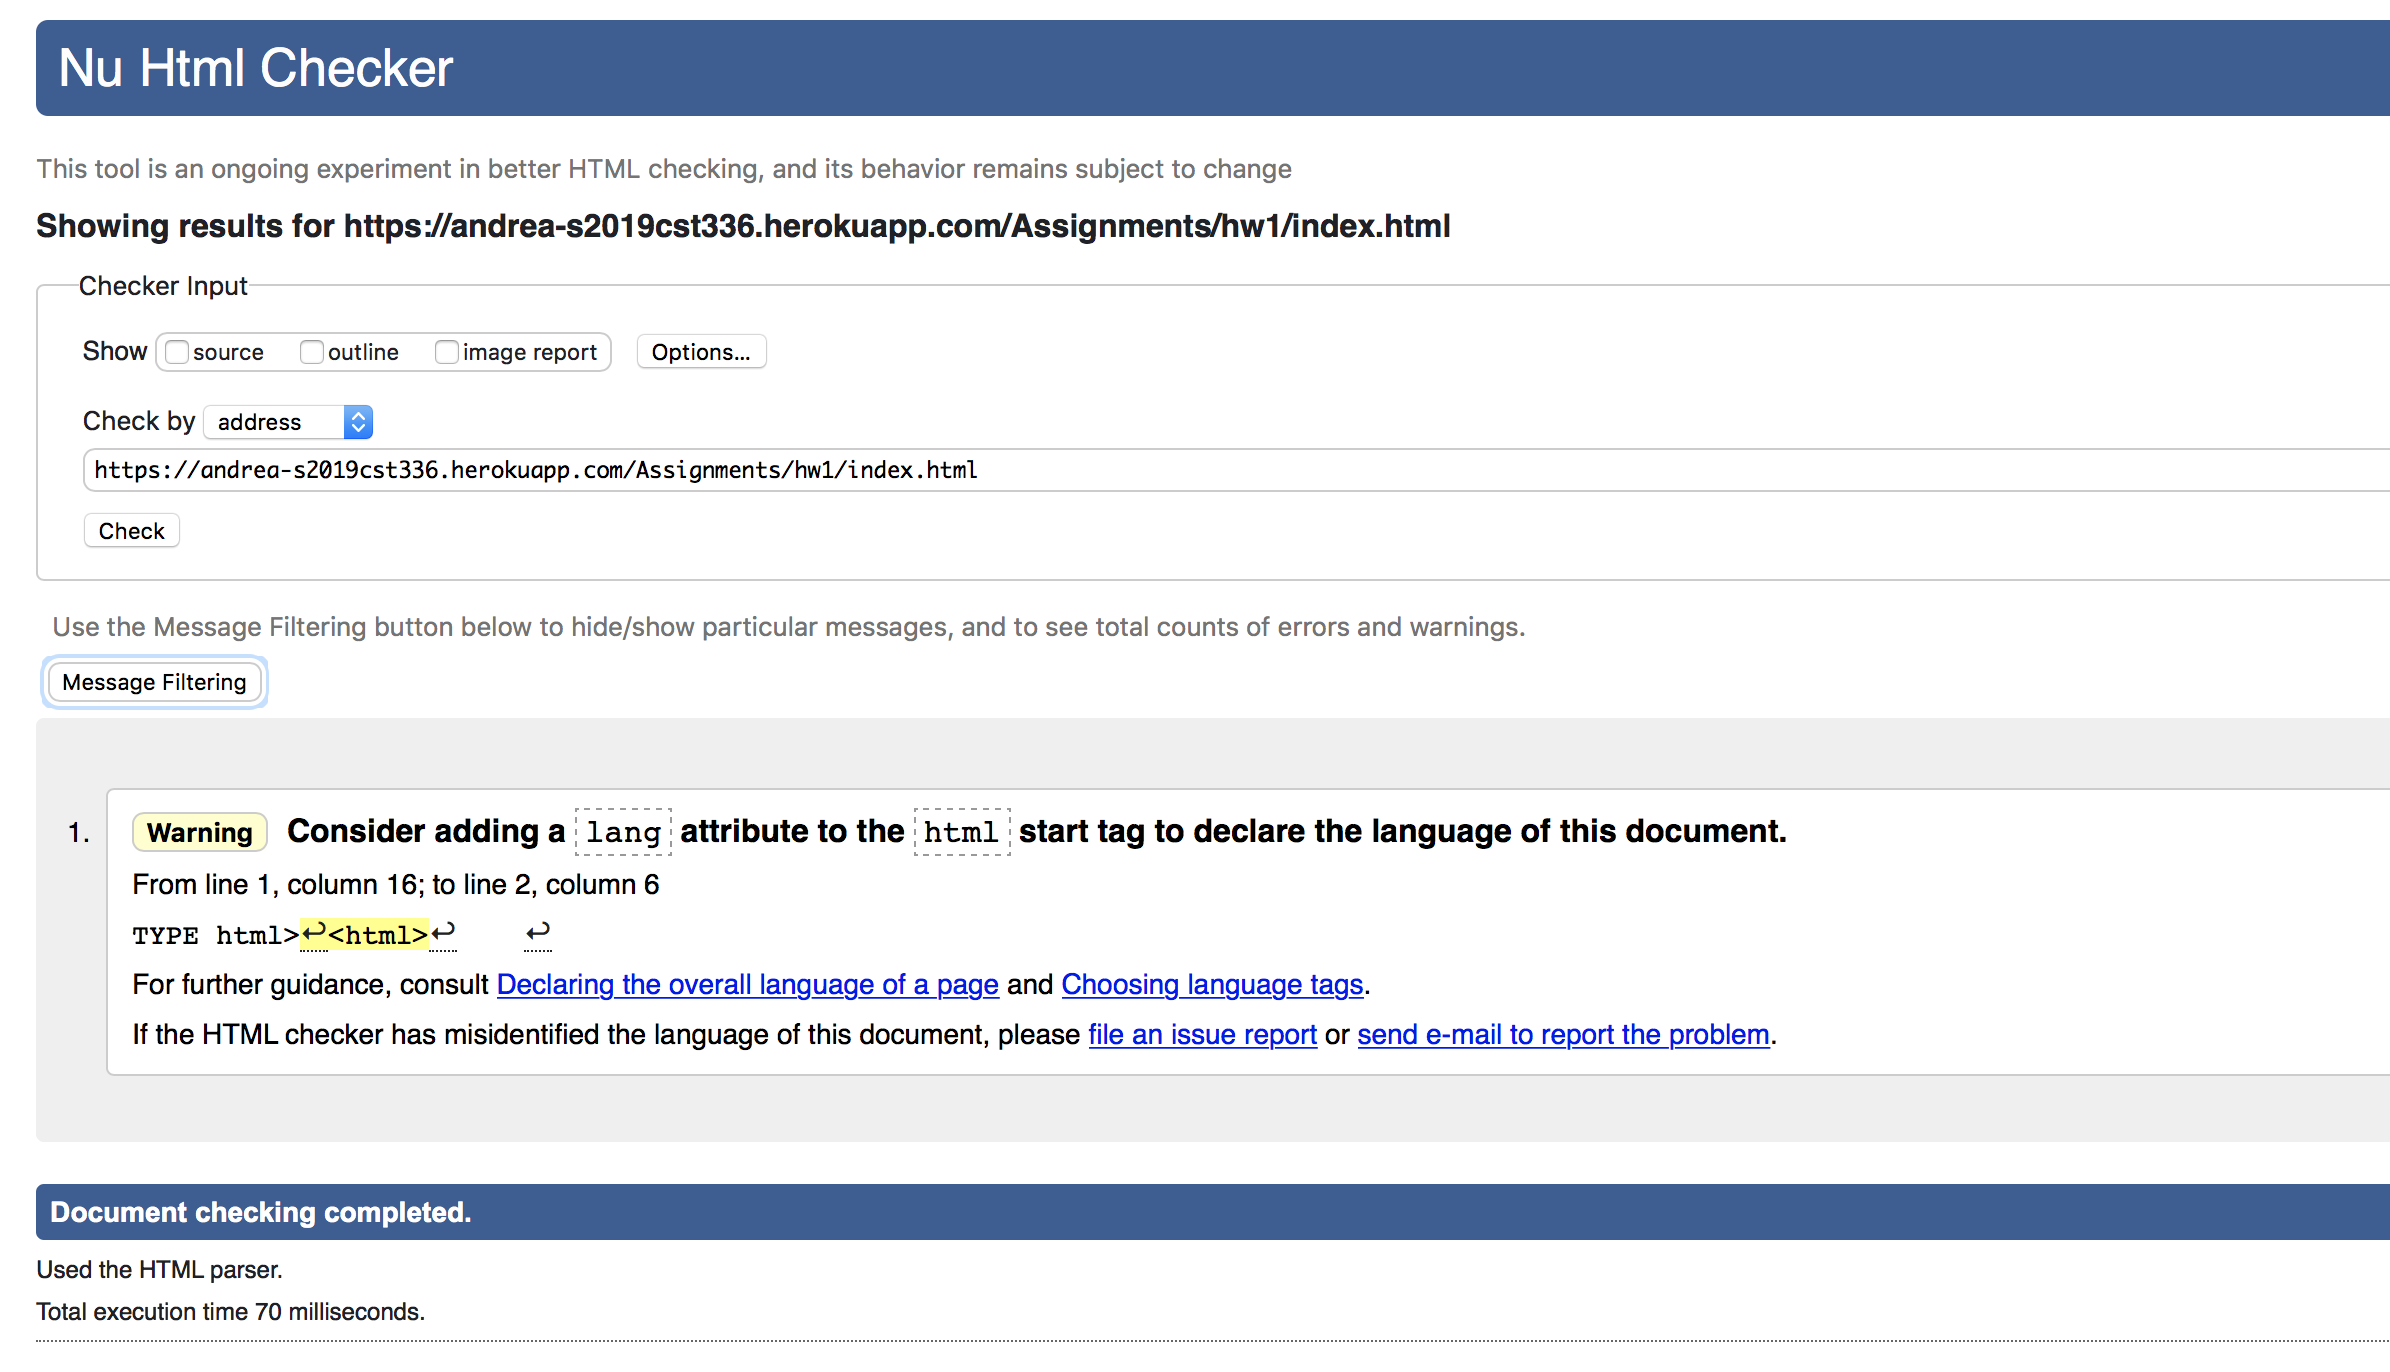 Nu Html Checker
This tool is an ongoing experiment in better HTML checking, and its behavior remains subject to change
Showing results for https://andrea-s2019cst336.herokuapp.com/Assignments/hw1/index.html
Checker Input
Show source outline image report Options...
Check by address
https://andrea-s2019cst336.herokuapp.com/Assignments/hw1/index.html
Check
Use the Message Filtering button below to hide/show particular messages, and to see total counts of errors and warnings.
Message Filtering
1. Warning Consider adding a lang attribute to the html start tag to declare the language of this document.
From line 1, column 16; to line 2, column 6
TYPE html>↩<html>↩ ↩
For further guidance, consult Declaring the overall language of a page and Choosing language tags.
If the HTML checker has misidentified the language of this document, please file an issue report or send e-mail to report the problem.
Document checking completed.
Used the HTML parser.
Total execution time 70 milliseconds.